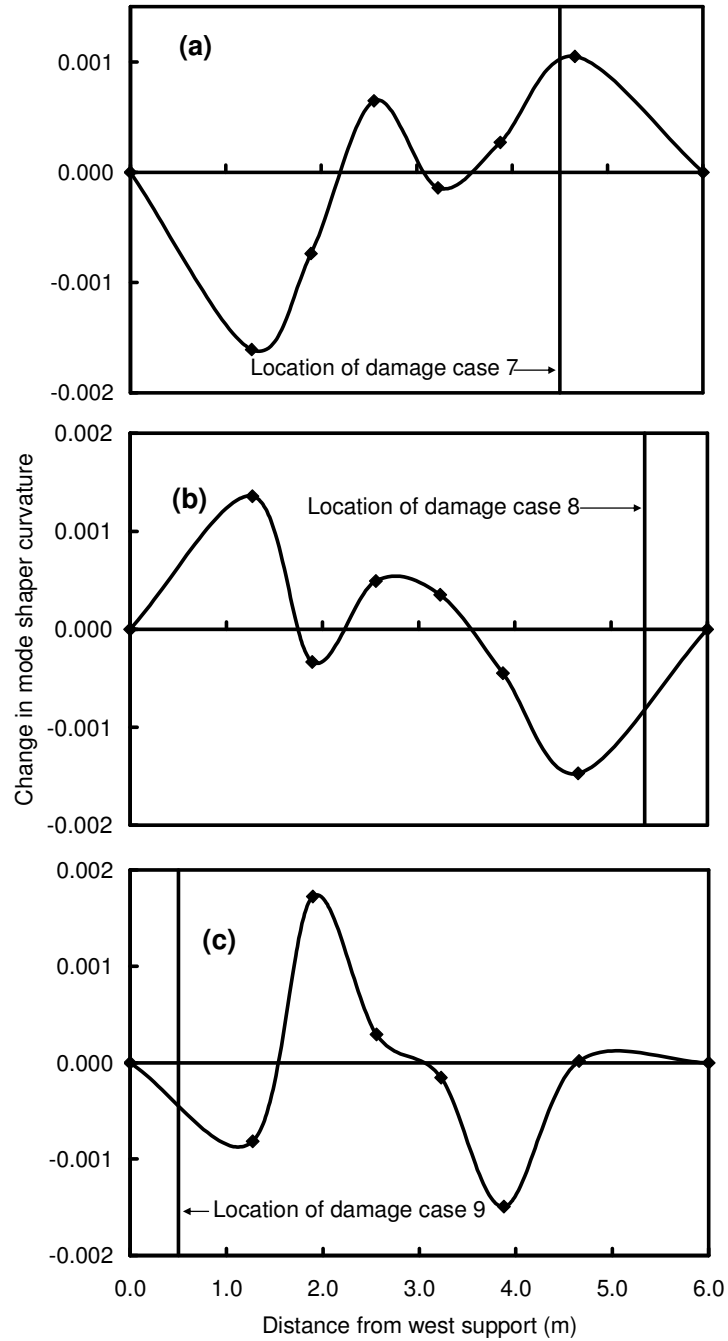 (a)
0.001
0.000
-0.001
-0.002
Location of damage case 7
Change in mode shaper curvature
(b)
0.002
0.001
0.000
-0.001
-0.002
Location of damage case 8
(c)
0.002
0.001
0.000
-0.001
-0.002
Location of damage case 9
0.0 1.0 2.0 3.0 4.0 5.0 6.0
Distance from west support (m)